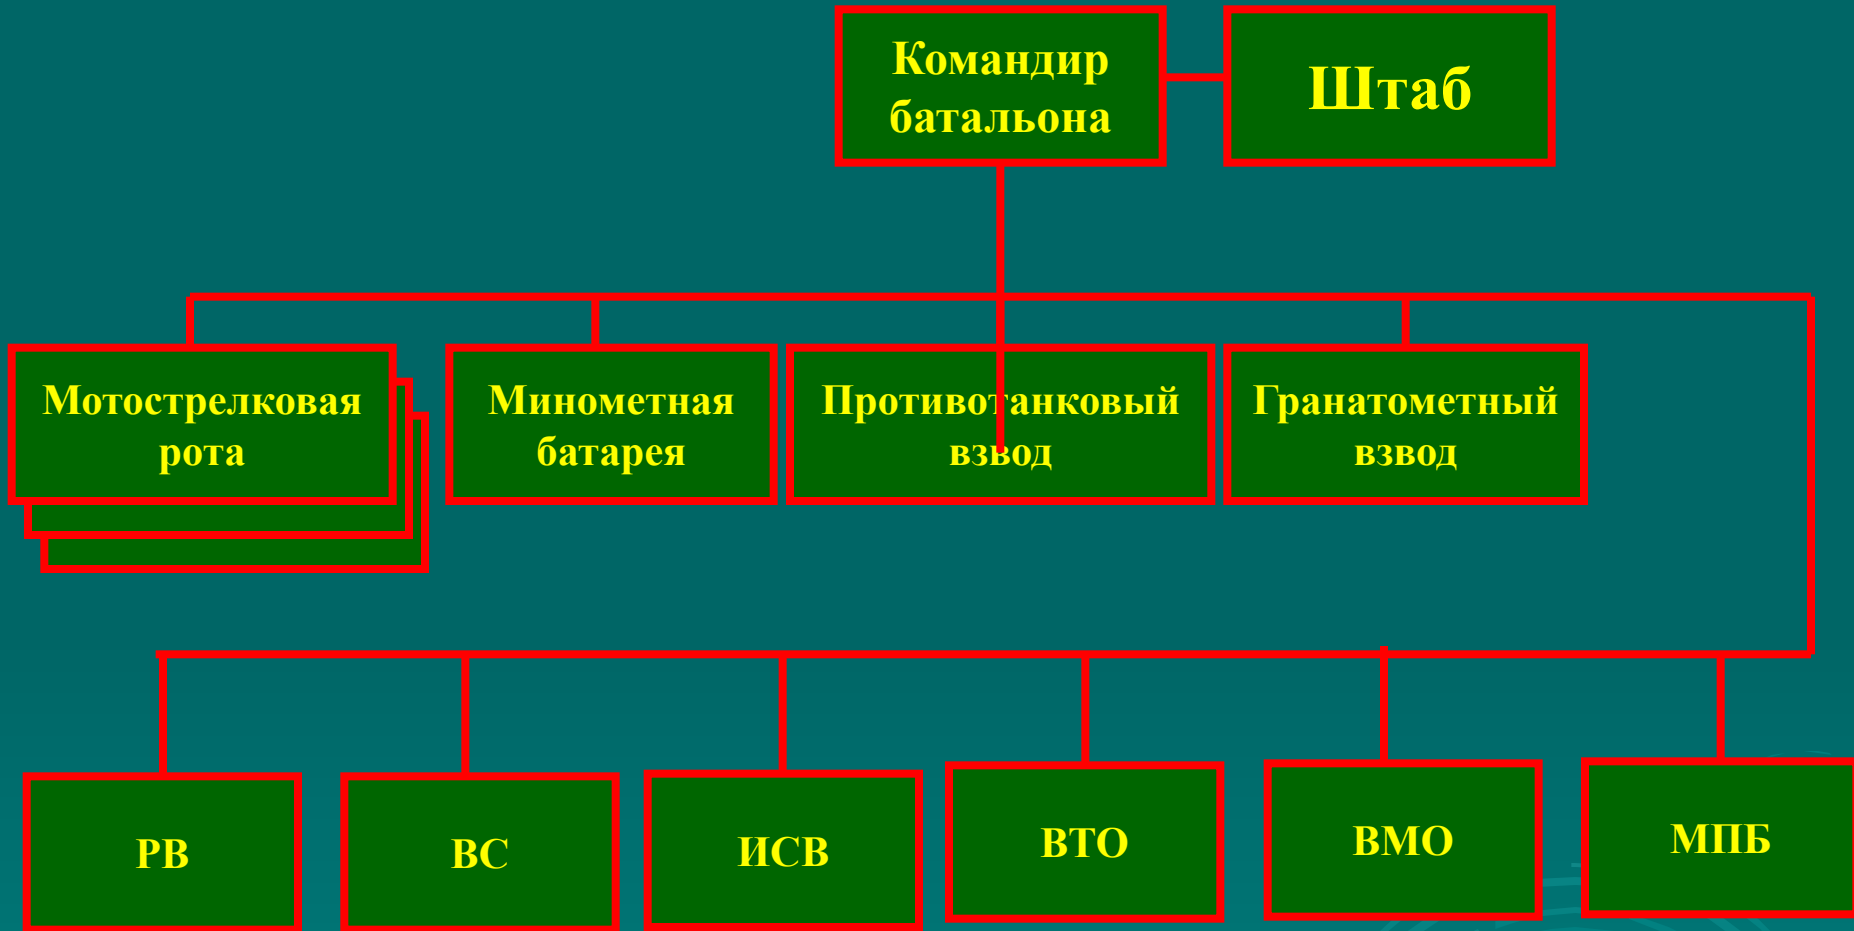 Командир
батальона
Штаб
Мотострелковая
рота
Минометная
батарея
Противотанковый
взвод
Гранатометный
взвод
РВ
ВС
ИСВ
ВТО
ВМО
МПБ